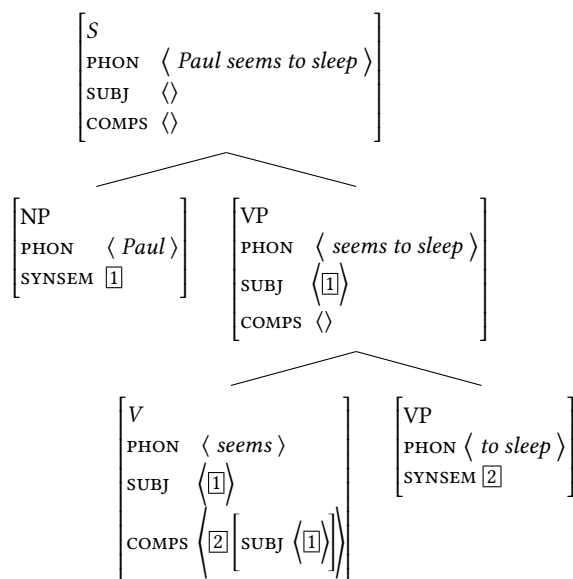 S
PHON ⟨ Paul seems to sleep ⟩
SUBJ ⟨⟩
COMPS ⟨⟩
NP
PHON ⟨ Paul ⟩
SYNSEM 1
VP
PHON ⟨ seems to sleep ⟩
SUBJ ⟨1⟩
COMPS ⟨⟩
V
PHON ⟨ seems ⟩
SUBJ ⟨1⟩
COMPS ⟨2[SUBJ ⟨1⟩]⟩
VP
PHON ⟨ to sleep ⟩
SYNSEM 2